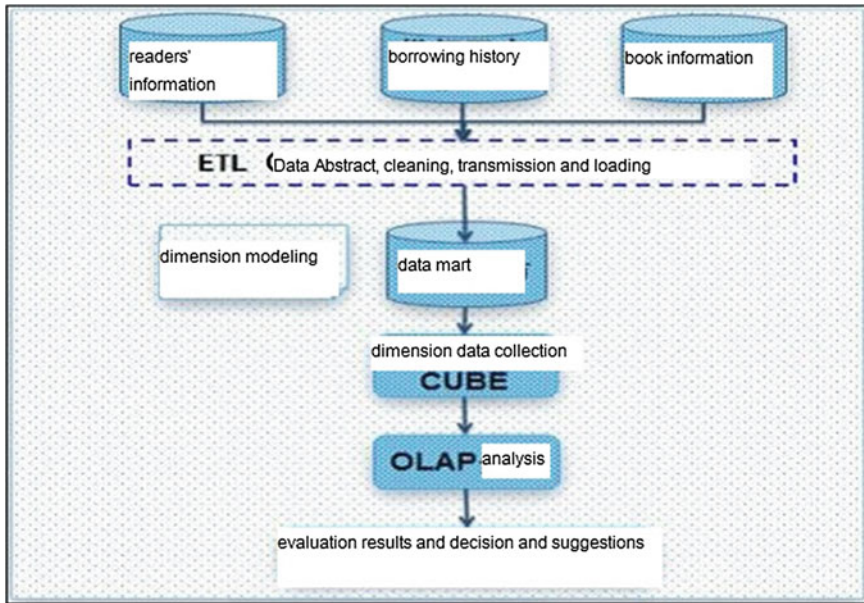 readers'
information
borrowing history
book information
ETL (Data Abstract, cleaning, transmission and loading
dimension modeling
data mart
dimension data collection
CUBE
OLAP analysis
evaluation results and decision and suggestions